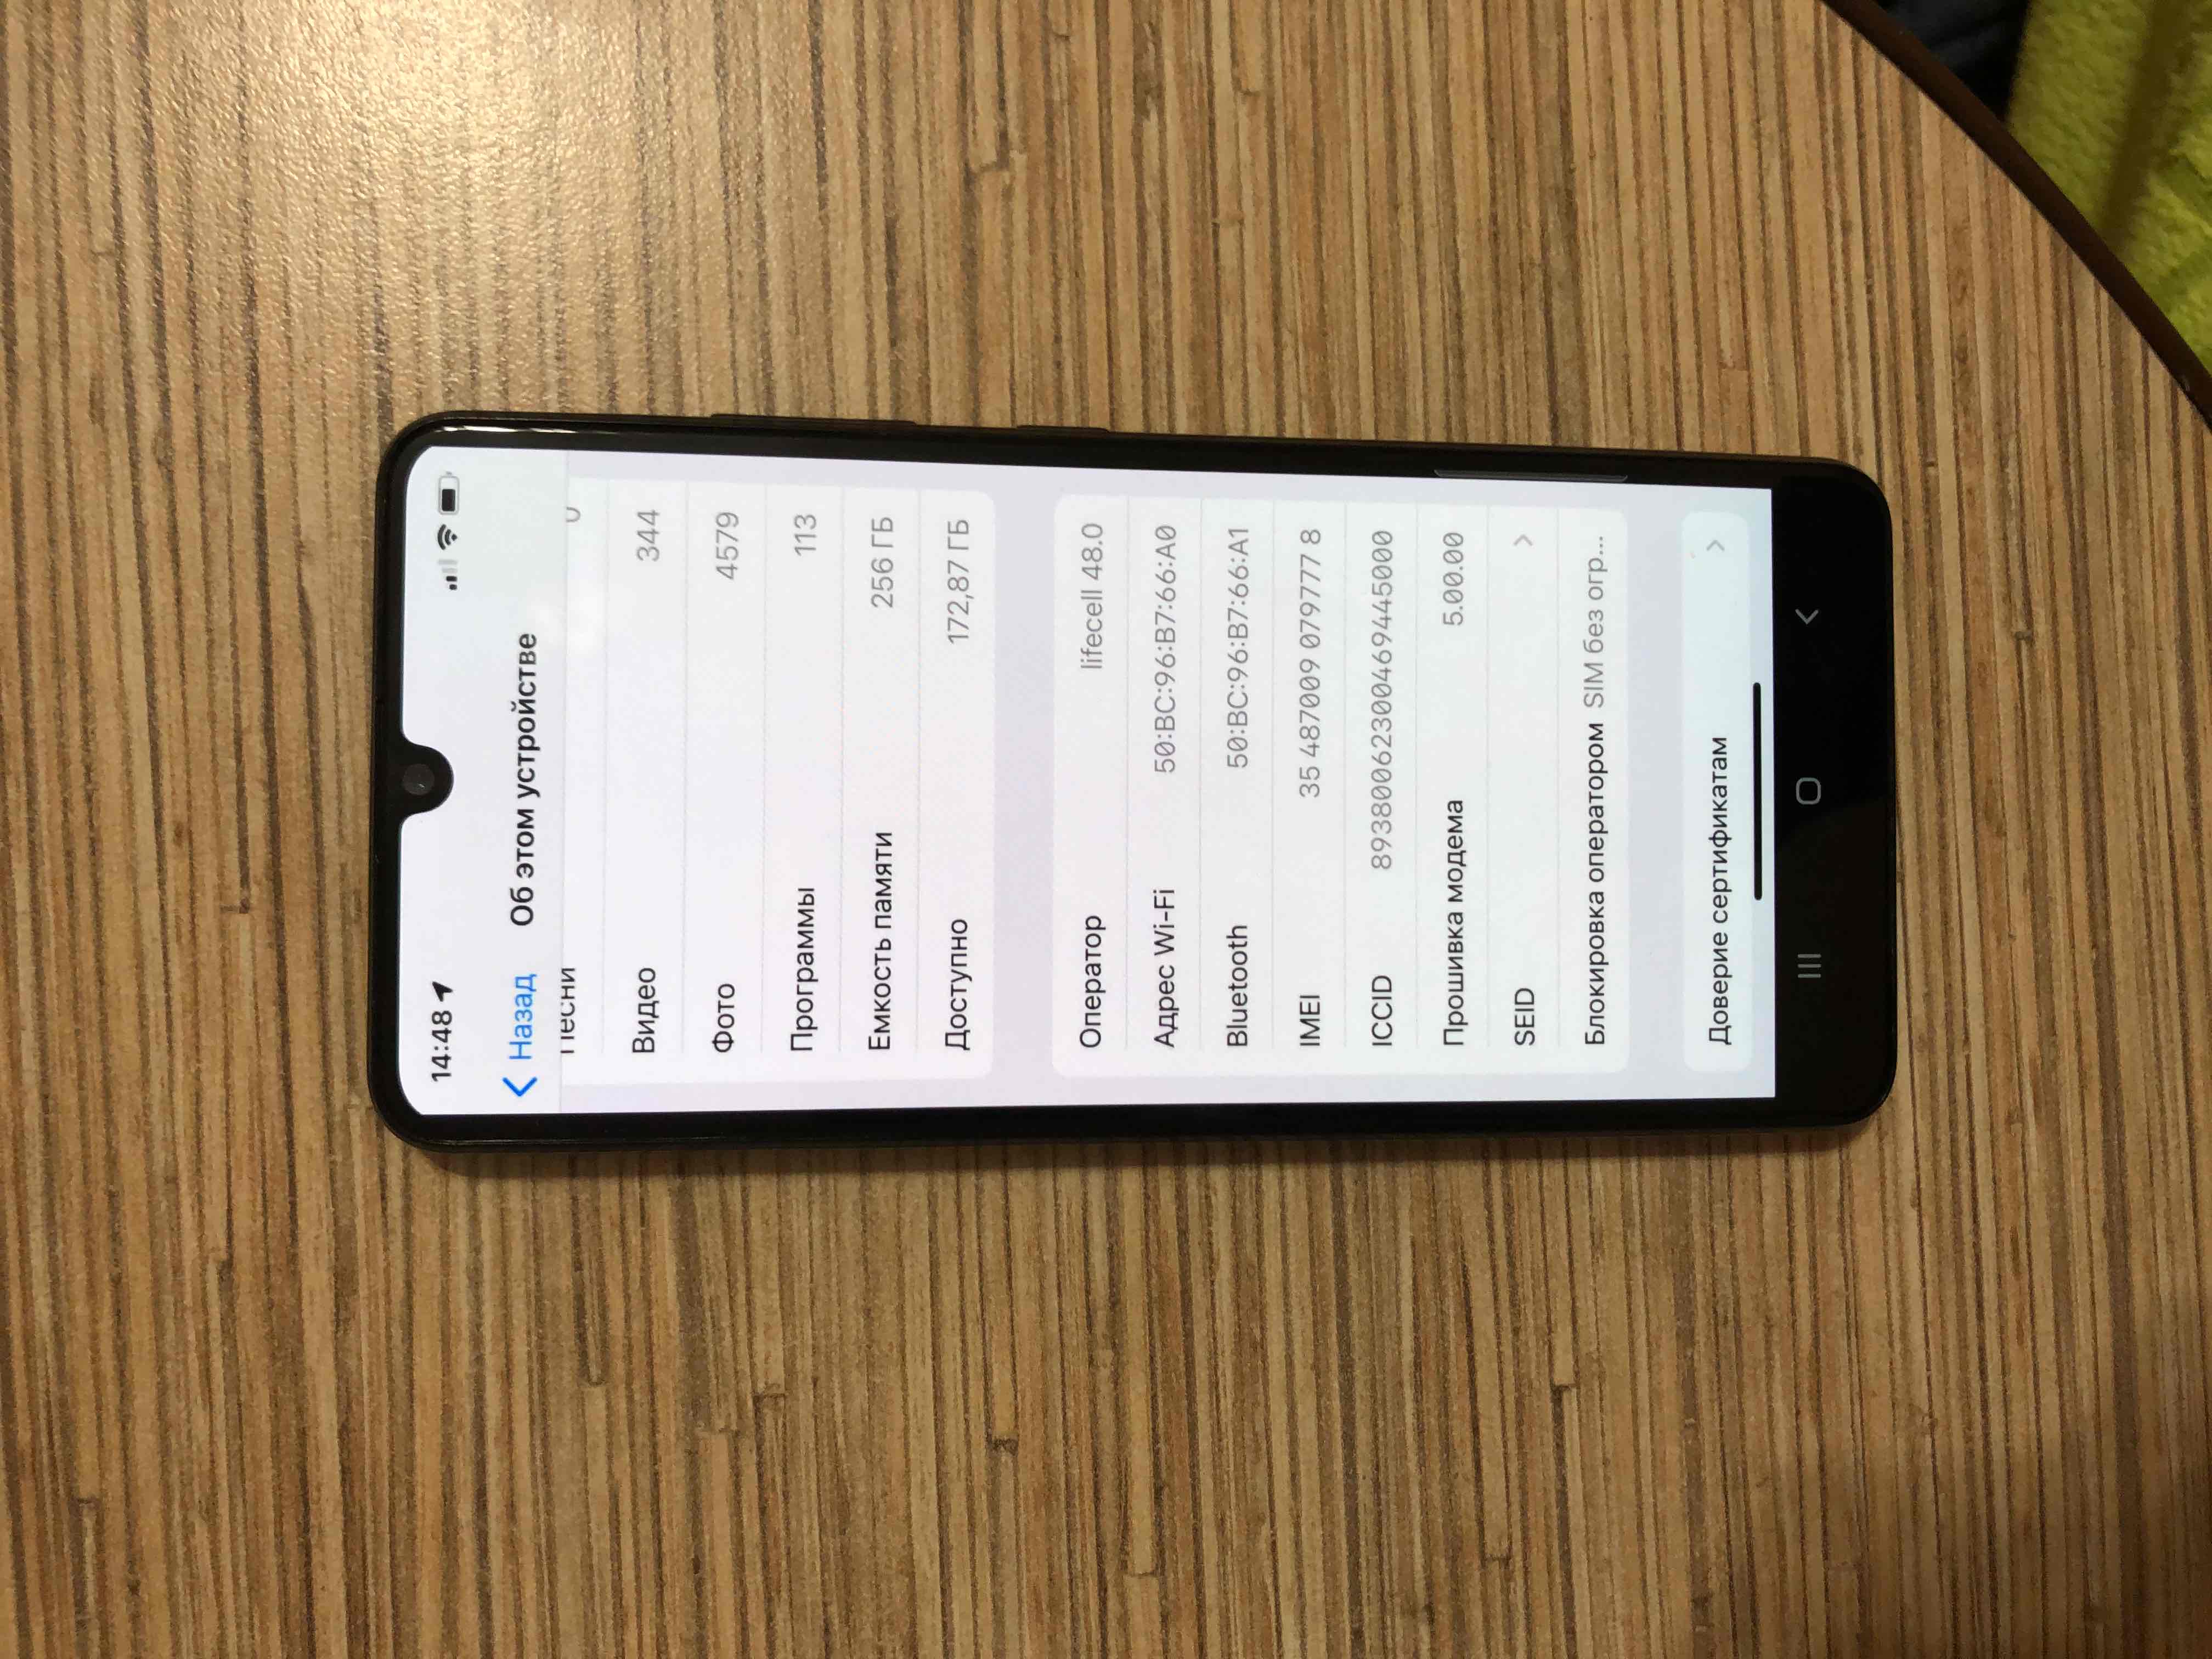 14:48
Назад Об этом устройстве
Песни 0
Видео 344
Фото 4579
Программы 113
Емкость памяти 256 ГБ
Доступно 172,87 ГБ
Оператор lifecell 48.0
Адрес Wi-Fi 50:BC:96:B7:66:A0
Bluetooth 50:BC:96:B7:66:A1
IMEI 35 487009 079777 8
ICCID 89380062300469445000
Прошивка модема 5.00.00
SEID
Блокировка оператором SIM без огр...
Доверие сертификатам